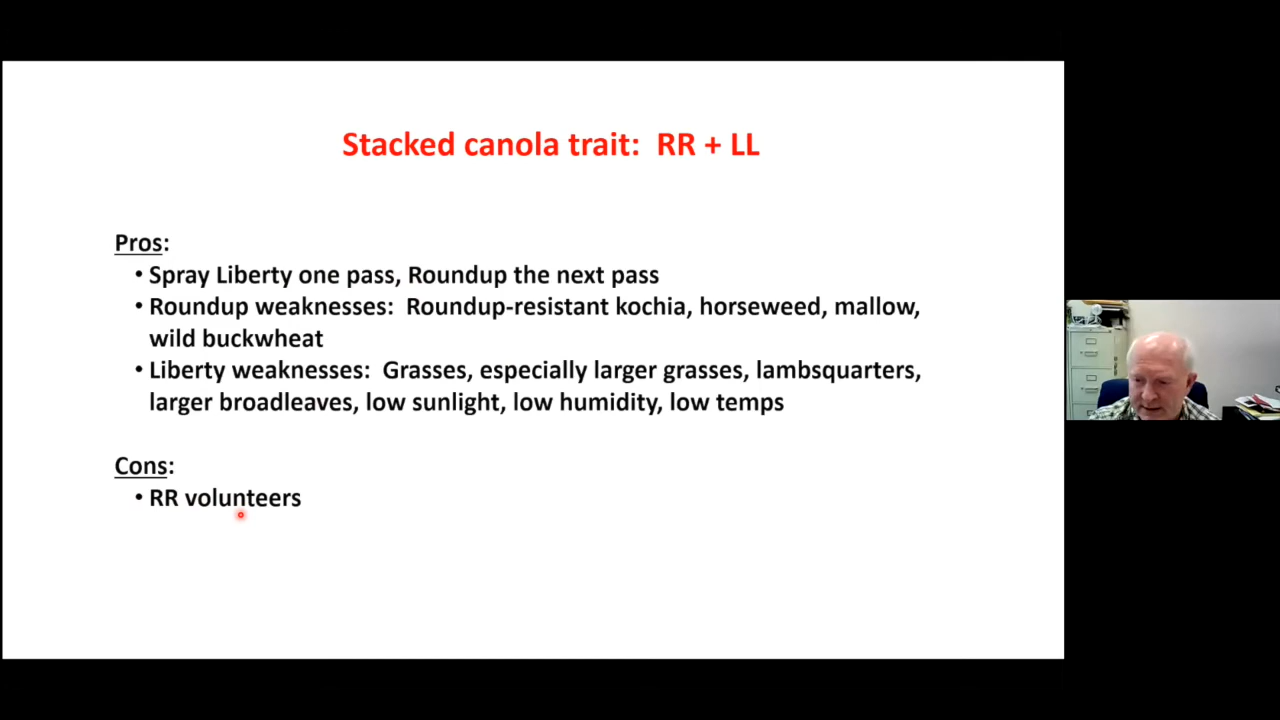 Stacked canola trait: RR + LL
Pros:
• Spray Liberty one pass, Roundup the next pass
• Roundup weaknesses: Roundup-resistant kochia, horseweed, mallow,
wild buckwheat
• Liberty weaknesses: Grasses, especially larger grasses, lambsquarters,
larger broadleaves, low sunlight, low humidity, low temps
Cons:
• RR volunteers